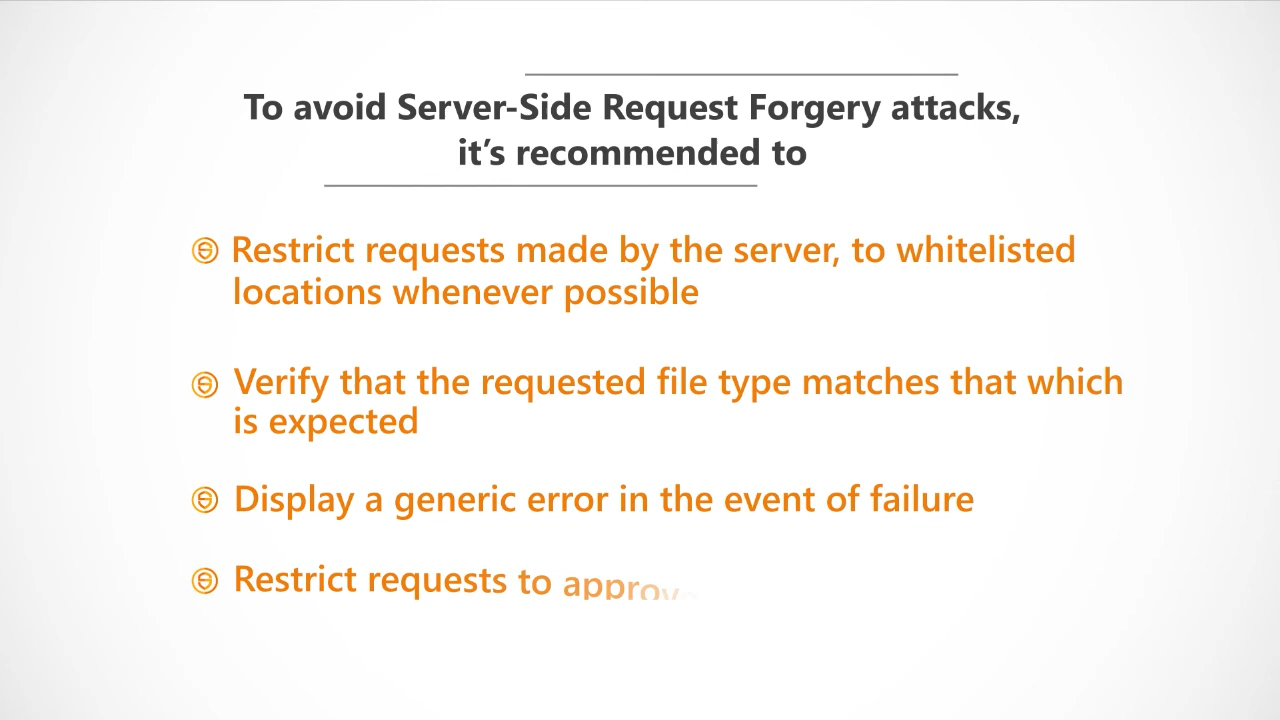 To avoid Server-Side Request Forgery attacks,
it’s recommended to
Restrict requests made by the server, to whitelisted
locations whenever possible
Verify that the requested file type matches that which
is expected
Display a generic error in the event of failure
Restrict requests to